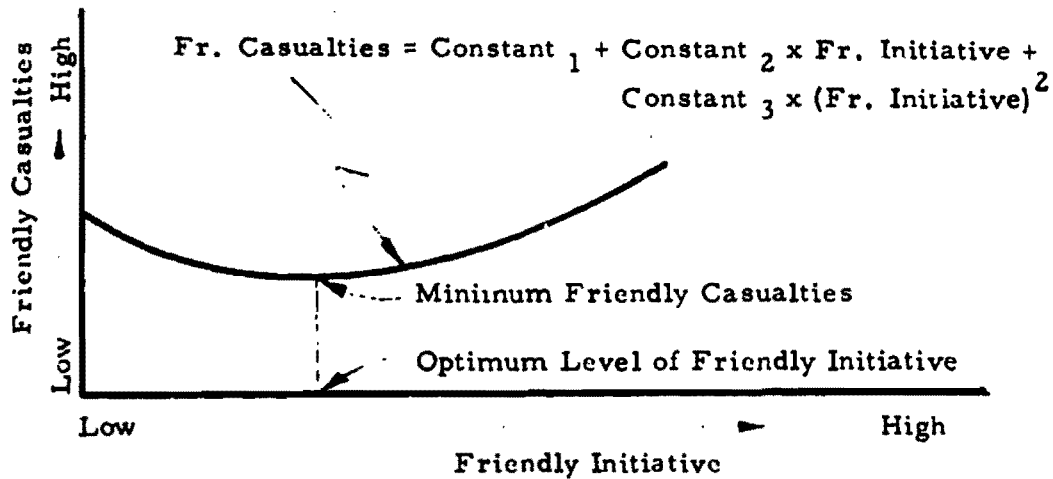 Fr. Casualties = Constant 1 + Constant 2 x Fr. Initiative +
Constant 3 x (Fr. Initiative)2
Friendly Casualties
High
Low
Minimum Friendly Casualties
Optimum Level of Friendly Initiative
Low
High
Friendly Initiative